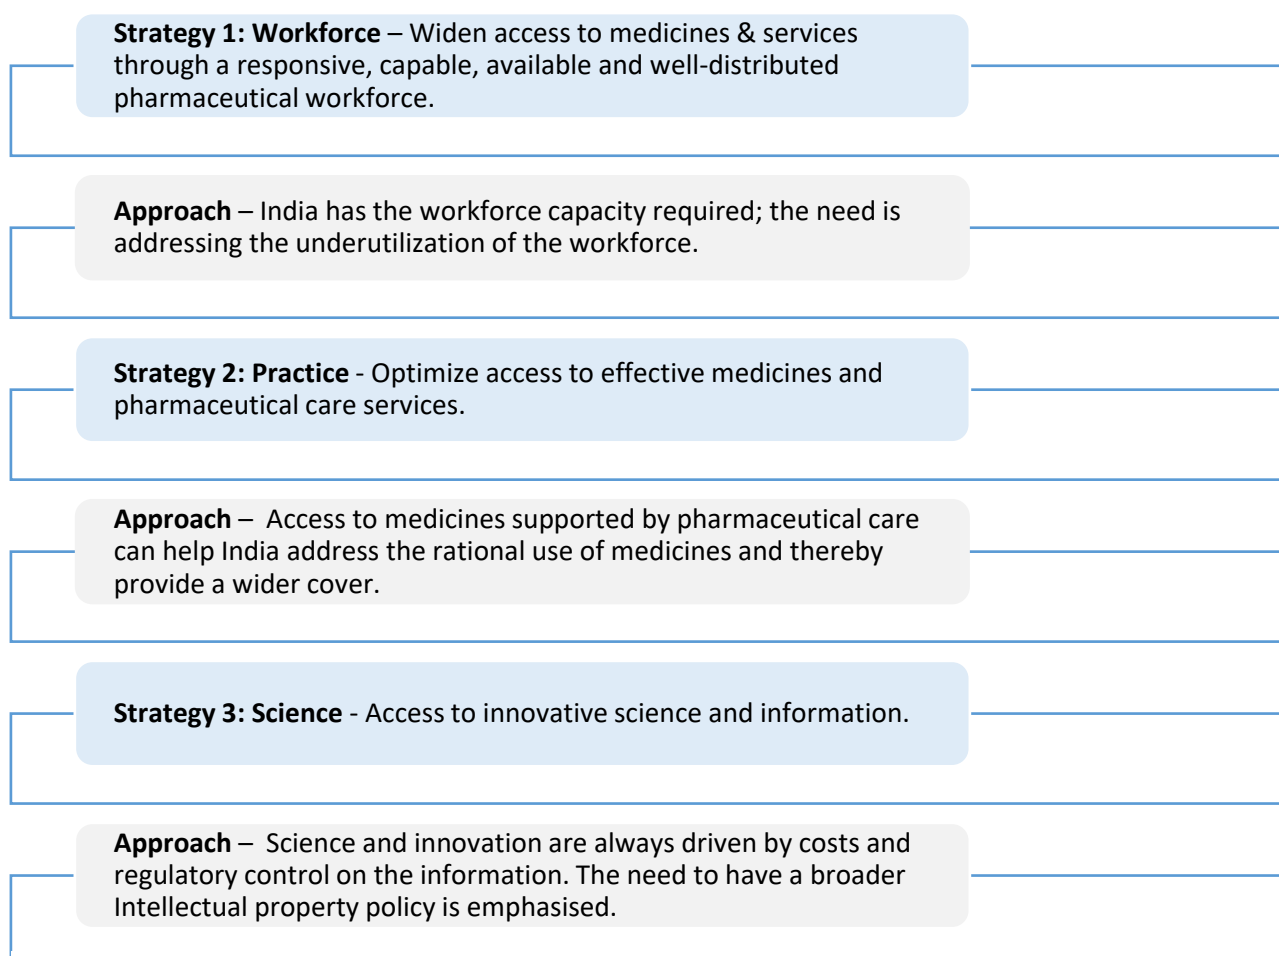 Strategy 1: Workforce – Widen access to medicines & services
through a responsive, capable, available and well-distributed
pharmaceutical workforce.
Approach – India has the workforce capacity required; the need is
addressing the underutilization of the workforce.
Strategy 2: Practice - Optimize access to effective medicines and
pharmaceutical care services.
Approach – Access to medicines supported by pharmaceutical care
can help India address the rational use of medicines and thereby
provide a wider cover.
Strategy 3: Science - Access to innovative science and information.
Approach – Science and innovation are always driven by costs and
regulatory control on the information. The need to have a broader
Intellectual property policy is emphasised.